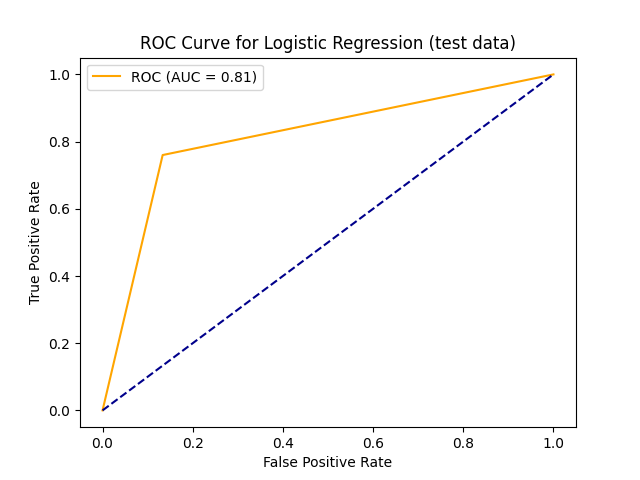 ROC Curve for Logistic Regression (test data)
ROC (AUC = 0.81)
True Positive Rate
1.0
0.8
0.6
0.4
0.2
0.0
0.0 0.2 0.4 0.6 0.8 1.0
False Positive Rate